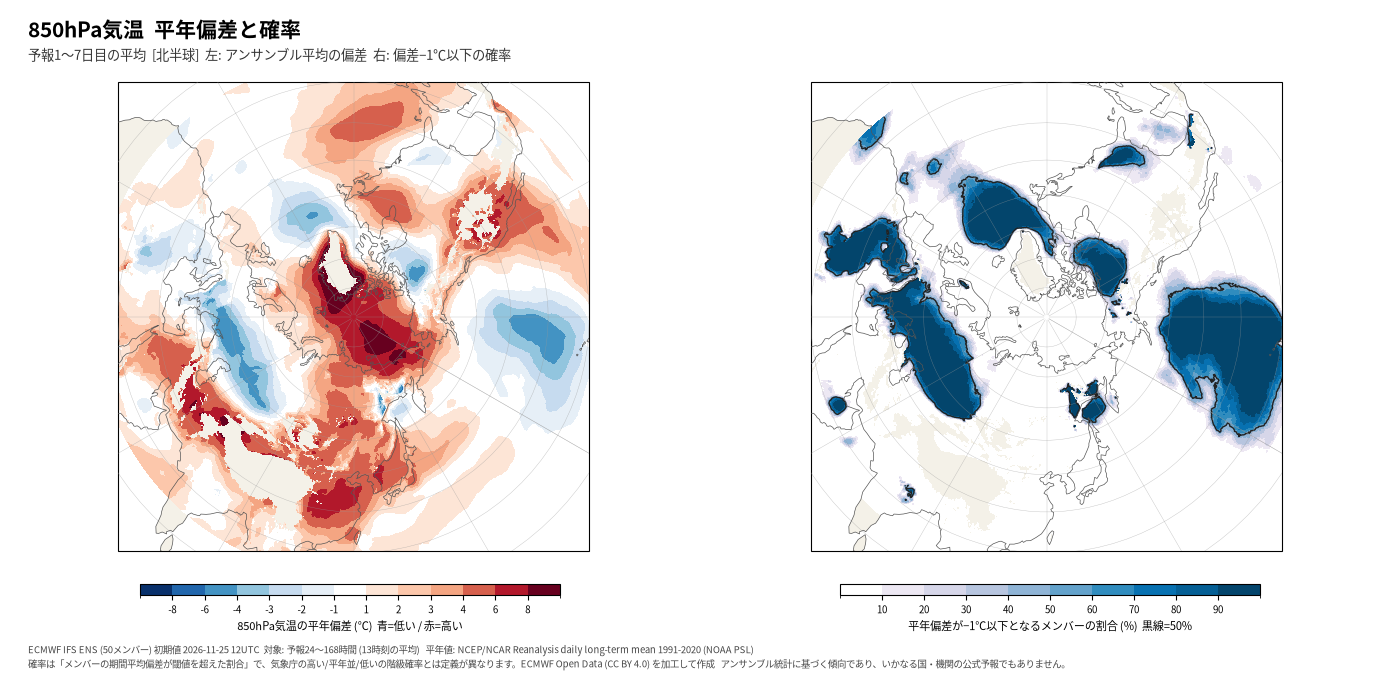 850hPa気温 平年偏差と確率
予報1〜7日目の平均 [北半球] 左: アンサンブル平均の偏差 右: 偏差−1℃以下の確率
-8 -6 -4 -3 -2 -1 1 2 3 4 6 8
850hPa気温の平年偏差 (℃) 青=低い / 赤=高い
10 20 30 40 50 60 70 80 90
平年偏差が−1℃以下となるメンバーの割合 (%) 黒線=50%
ECMWF IFS ENS (50メンバー) 初期値 2026-11-25 12UTC 対象: 予報24〜168時間 (13時刻の平均) 平年値: NCEP/NCAR Reanalysis daily long-term mean 1991-2020 (NOAA PSL)
確率は「メンバーの期間平均偏差が閾値を超えた割合」で、気象庁の高い/平年並/低いの階級確率とは定義が異なります。ECMWF Open Data (CC BY 4.0) を加工して作成 アンサンブル統計に基づく傾向であり、いかなる国・機関の公式予報でもありません。